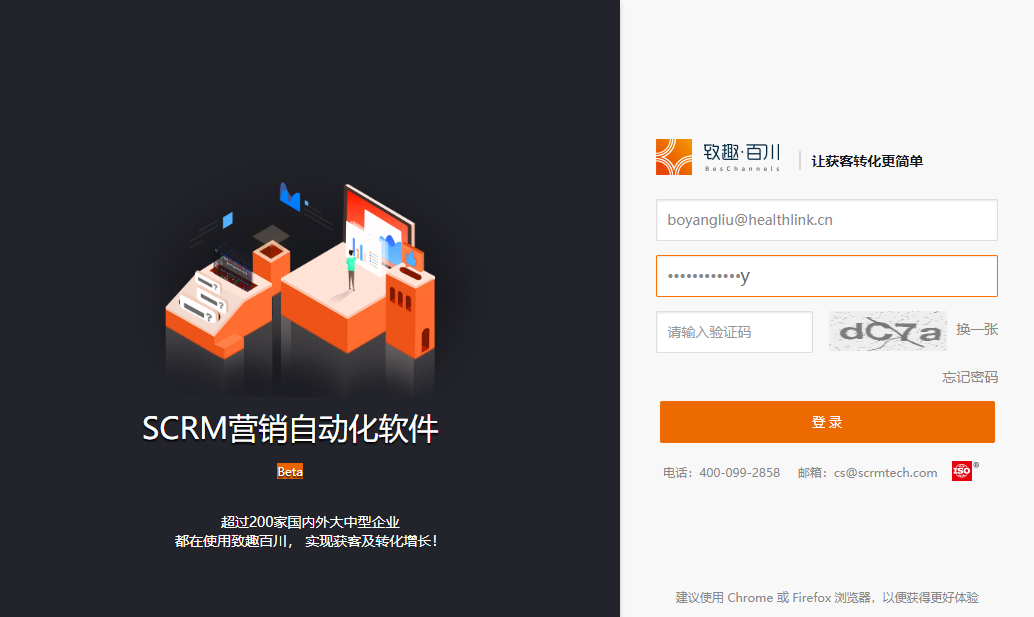 SCRM营销自动化软件
Beta
超过200家国内外大中型企业
都在使用致趣百川， 实现获客及转化增长！
致趣·百川
BesChannels
让获客转化更简单
boyangliu@healthlink.cn
••••••••••••y
请输入验证码
dC7a
换一张
忘记密码
登 录
电话：400-099-2858 邮箱：cs@scrmtech.com
ISO ®
建议使用 Chrome 或 Firefox 浏览器，以便获得更好体验